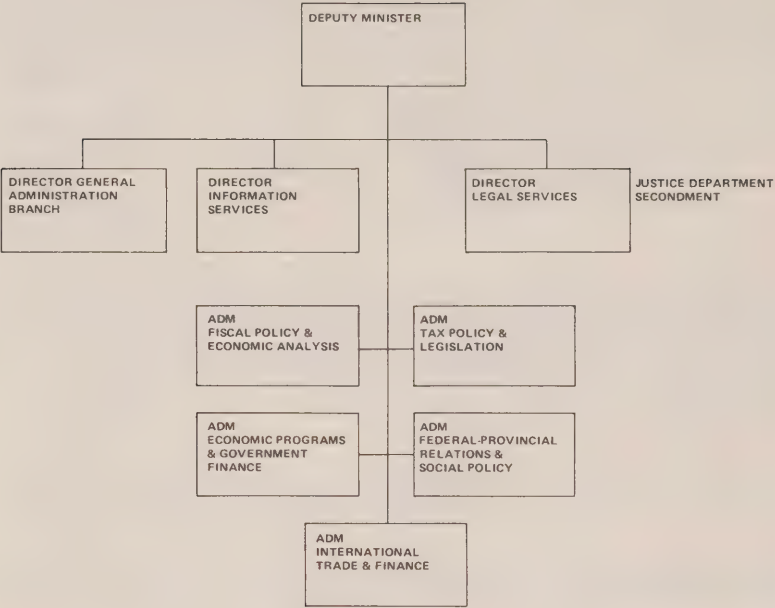 DEPUTY MINISTER
DIRECTOR GENERAL
ADMINISTRATION
BRANCH
DIRECTOR
INFORMATION
SERVICES
DIRECTOR
LEGAL SERVICES
JUSTICE DEPARTMENT
SECONDMENT
ADM
FISCAL POLICY &
ECONOMIC ANALYSIS
ADM
TAX POLICY &
LEGISLATION
ADM
ECONOMIC PROGRAMS
& GOVERNMENT
FINANCE
ADM
FEDERAL-PROVINCIAL
RELATIONS &
SOCIAL POLICY
ADM
INTERNATIONAL
TRADE & FINANCE